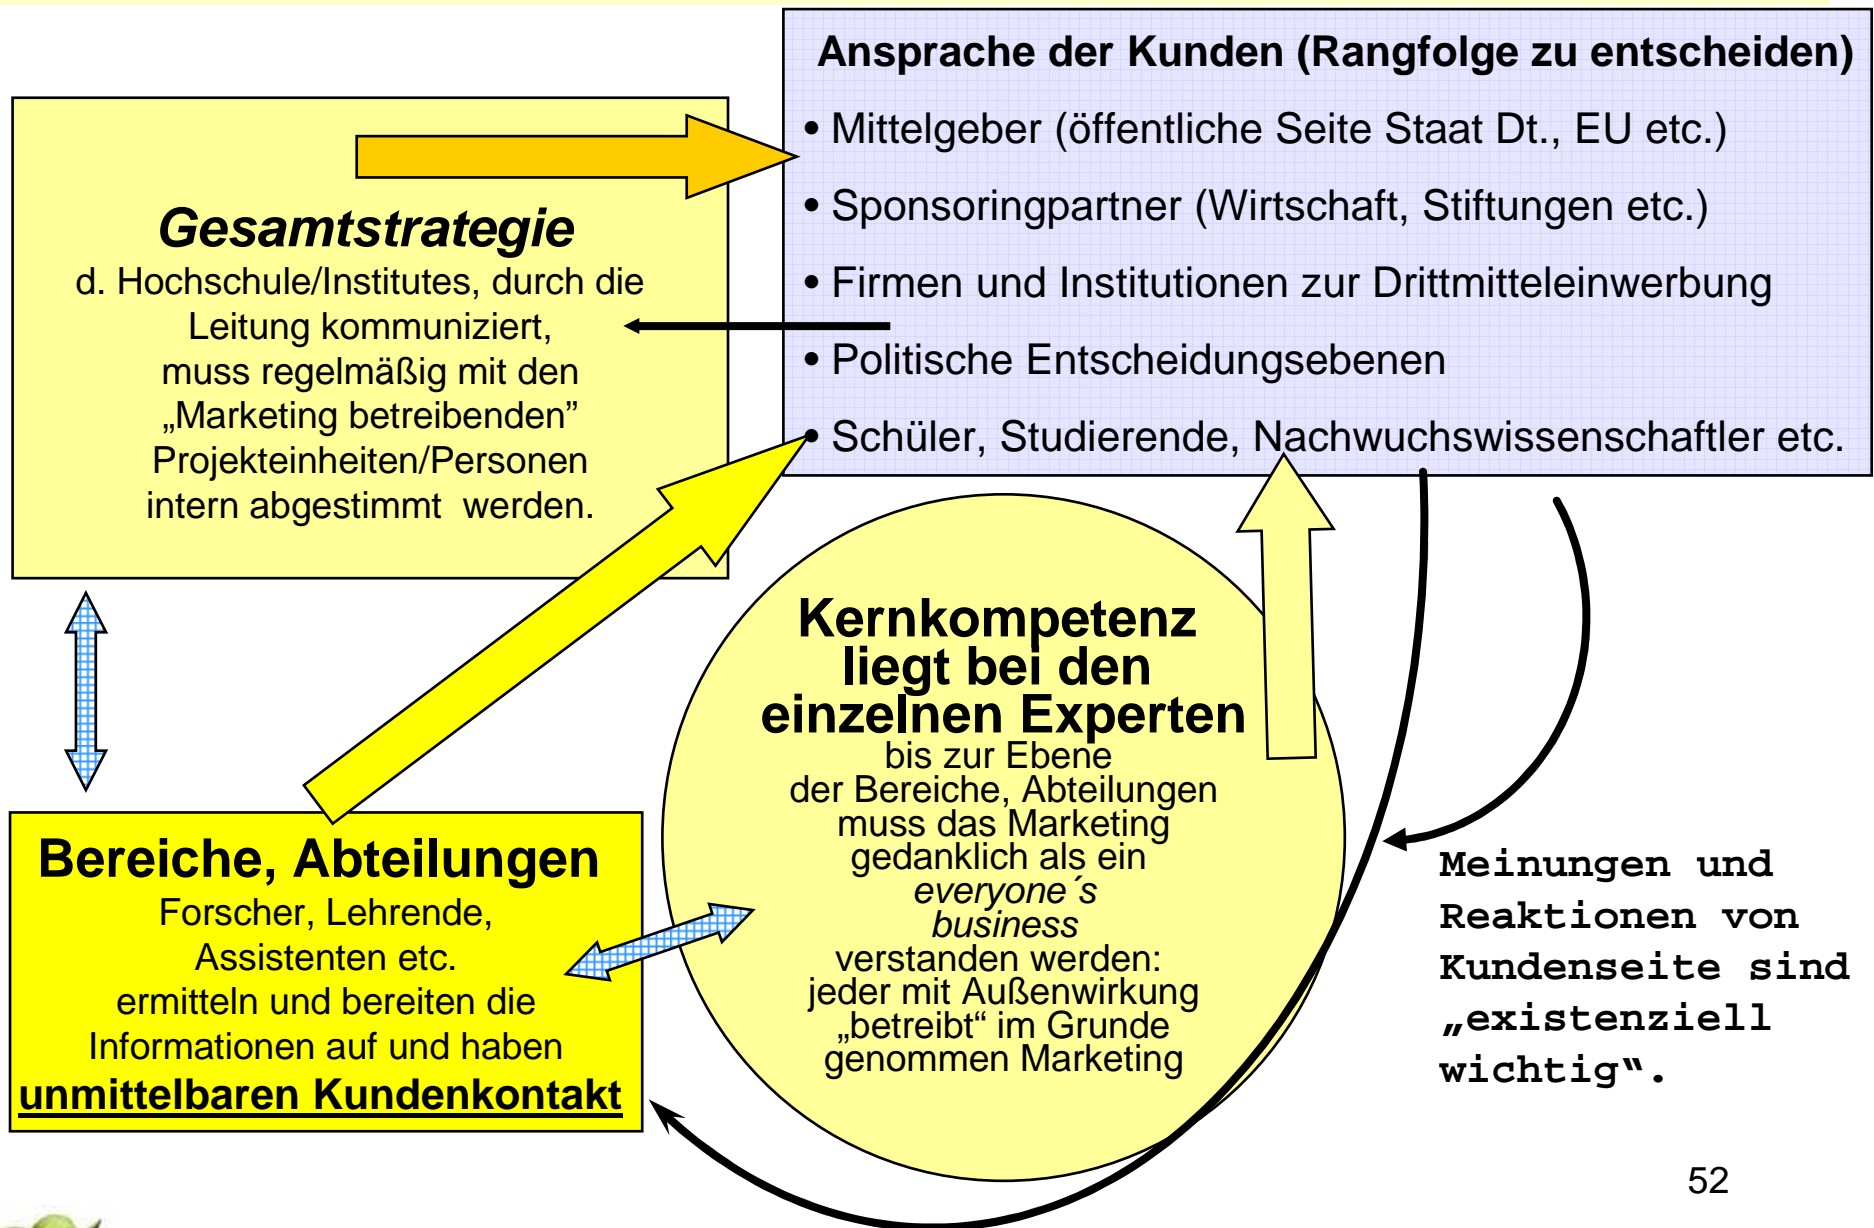 Ansprache der Kunden (Rangfolge zu entscheiden)
• Mittelgeber (öffentliche Seite Staat Dt., EU etc.)
• Sponsoringpartner (Wirtschaft, Stiftungen etc.)
• Firmen und Institutionen zur Drittmitteleinwerbung
• Politische Entscheidungsebenen
• Schüler, Studierende, Nachwuchswissenschaftler etc.
Gesamtstrategie
d. Hochschule/Institutes, durch die
Leitung kommuniziert,
muss regelmäßig mit den
„Marketing betreibenden”
Projekteinheiten/Personen
intern abgestimmt werden.
Kernkompetenz
liegt bei den
einzelnen Experten
bis zur Ebene
der Bereiche, Abteilungen
muss das Marketing
gedanklich als ein
everyone´s
business
verstanden werden:
jeder mit Außenwirkung
„betreibt“ im Grunde
genommen Marketing
Bereiche, Abteilungen
Forscher, Lehrende,
Assistenten etc.
ermitteln und bereiten die
Informationen auf und haben
unmittelbaren Kundenkontakt
Meinungen und
Reaktionen von
Kundenseite sind
„existenziell
wichtig“.
52